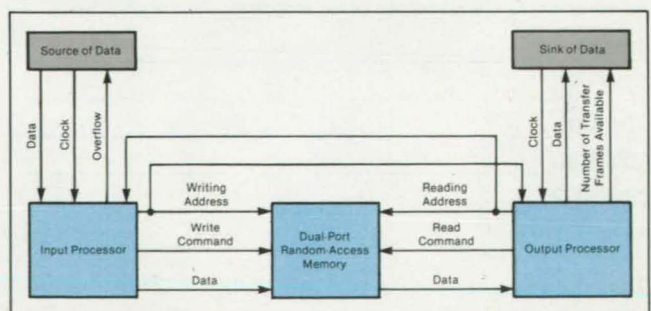 Source of Data
Sink of Data
Data
Clock
Overflow
Clock
Data
Number of Transfer
Frames Available
Writing
Address
Reading
Address
Input Processor
Write
Command
Dual-Port
Random-Access
Memory
Read
Command
Output Processor
Data
Data